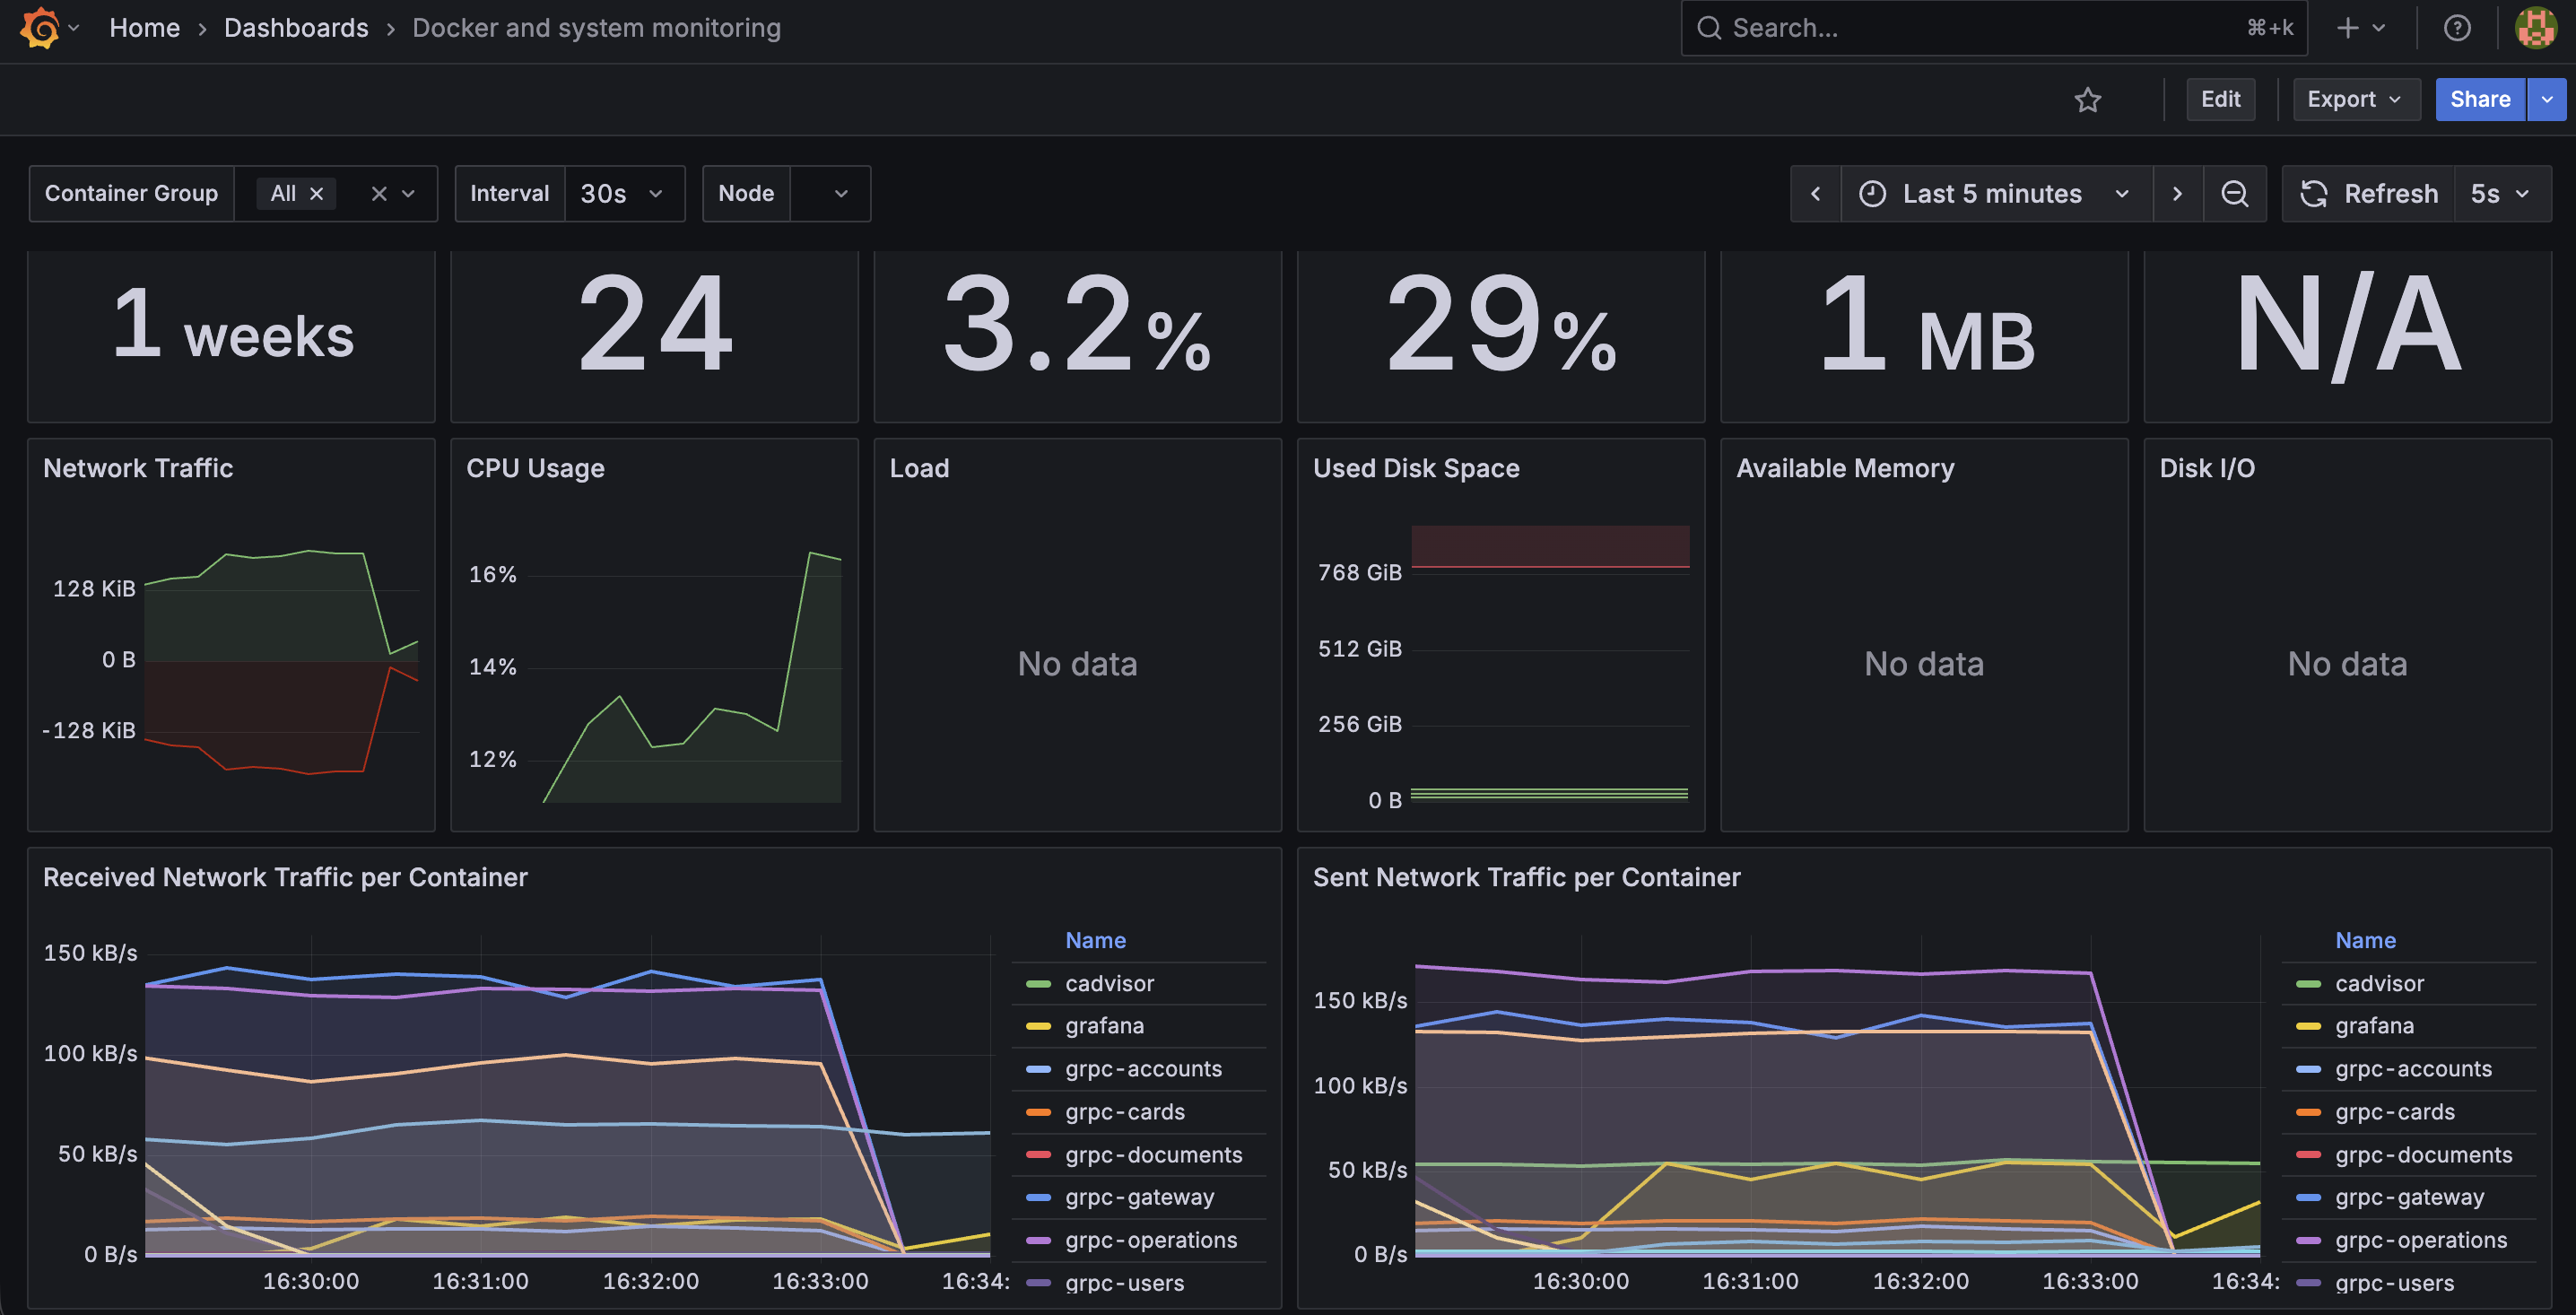 Home › Dashboards › Docker and system monitoring
Search...
⌘+k
Edit
Export
Share
Container Group All
Interval 30s
Node
Last 5 minutes
Refresh 5s
1 weeks
24
3.2%
29%
1 MB
N/A
Network Traffic
128 KiB
0 B
-128 KiB
CPU Usage
16%
14%
12%
Load
No data
Used Disk Space
768 GiB
512 GiB
256 GiB
0 B
Available Memory
No data
Disk I/O
No data
Received Network Traffic per Container
150 kB/s
100 kB/s
50 kB/s
0 B/s
16:30:00 16:31:00 16:32:00 16:33:00 16:34:
Name
cadvisor
grafana
grpc-accounts
grpc-cards
grpc-documents
grpc-gateway
grpc-operations
grpc-users
Sent Network Traffic per Container
150 kB/s
100 kB/s
50 kB/s
0 B/s
16:30:00 16:31:00 16:32:00 16:33:00 16:34:
Name
cadvisor
grafana
grpc-accounts
grpc-cards
grpc-documents
grpc-gateway
grpc-operations
grpc-users